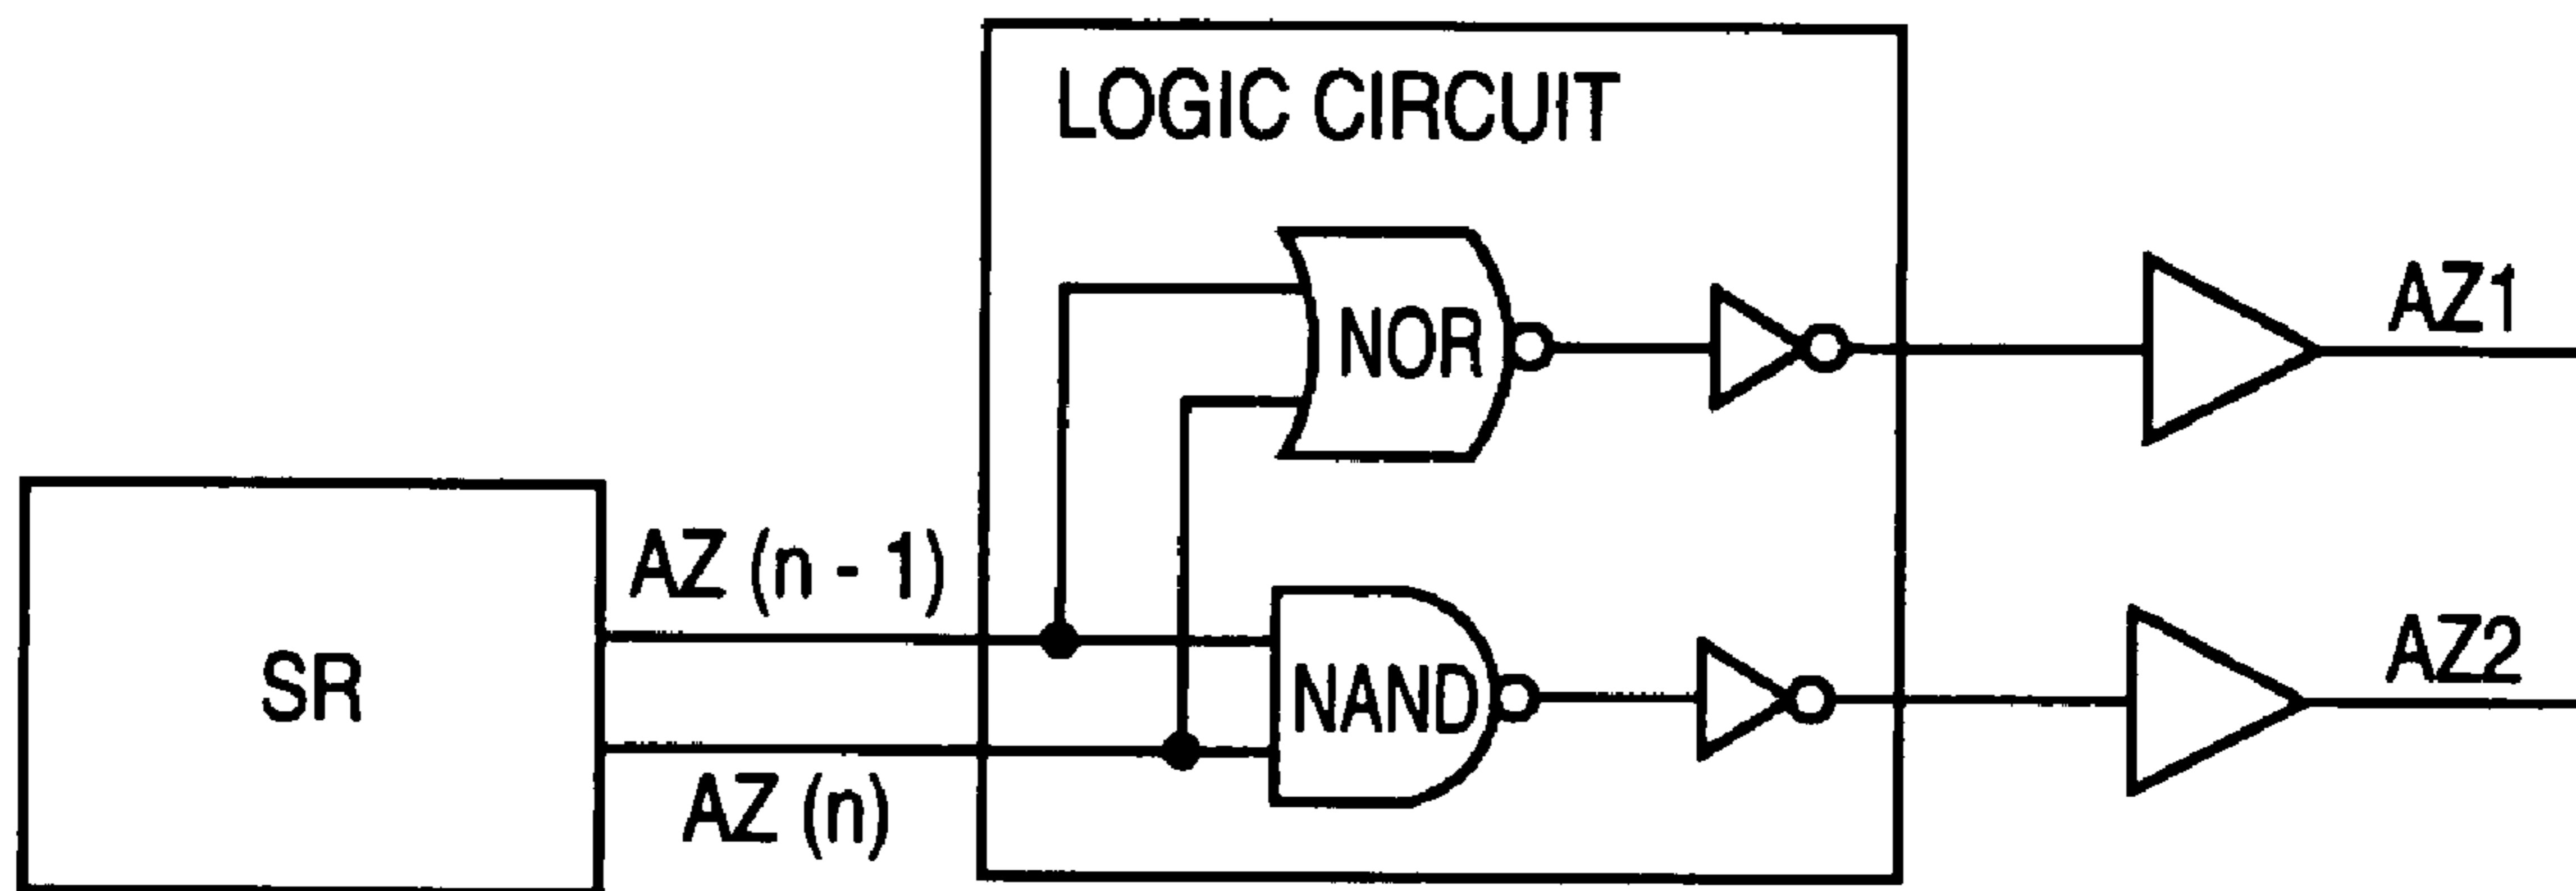 LOGIC CIRCUIT
NOR
AZ1
AZ (n - 1)
SR
NAND
AZ2
AZ (n)